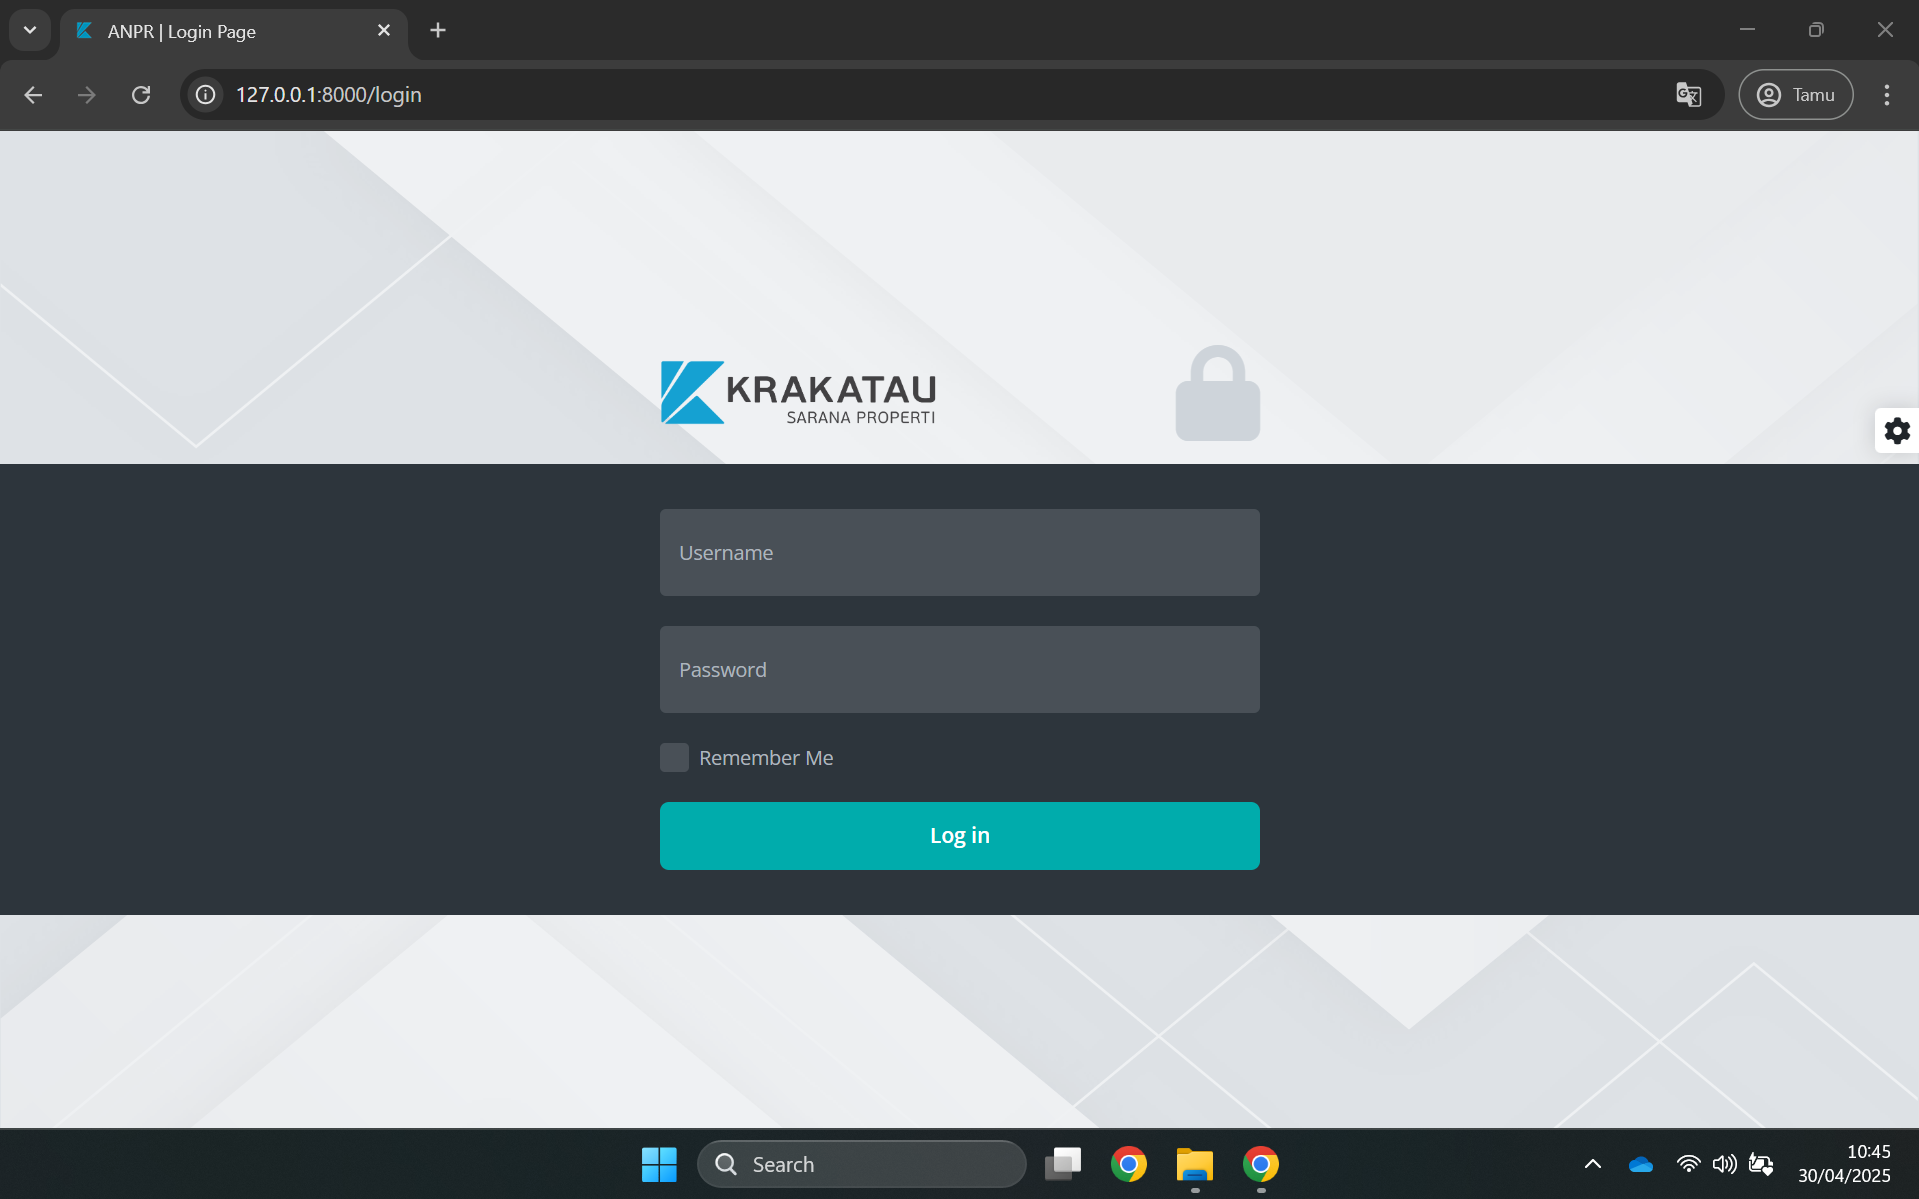 ANPR | Login Page
127.0.0.1:8000/login
Tamu
KRAKATAU
SARANA PROPERTI
Username
Password
Remember Me
Log in
Search
10:45
30/04/2025